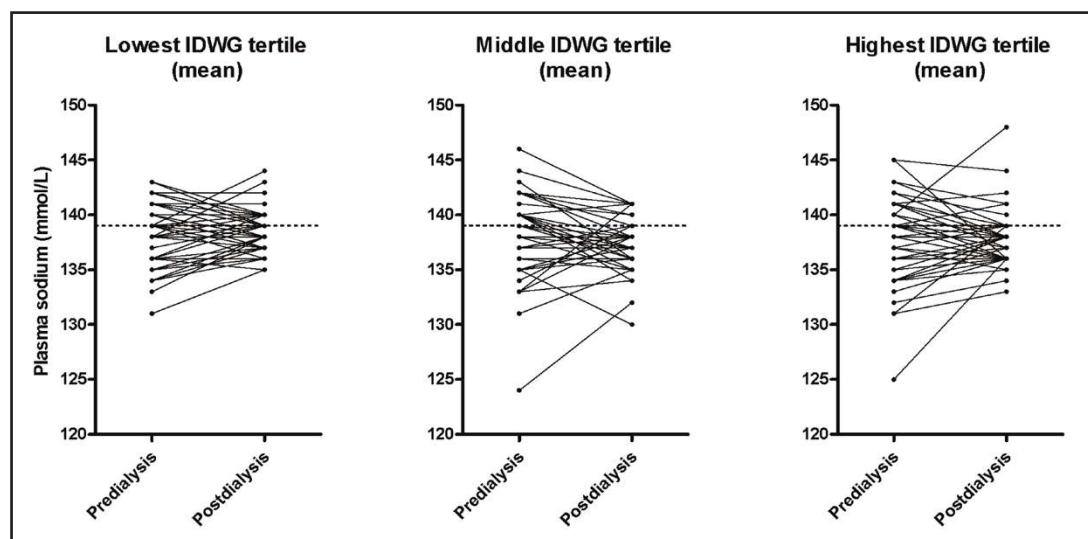 Lowest IDWG tertile
(mean)
Middle IDWG tertile
(mean)
Highest IDWG tertile
(mean)
Plasma sodium (mmol/L)
150
145
140
135
130
125
120
Predialysis
Postdialysis
150
145
140
135
130
125
120
Predialysis
Postdialysis
150
145
140
135
130
125
120
Predialysis
Postdialysis